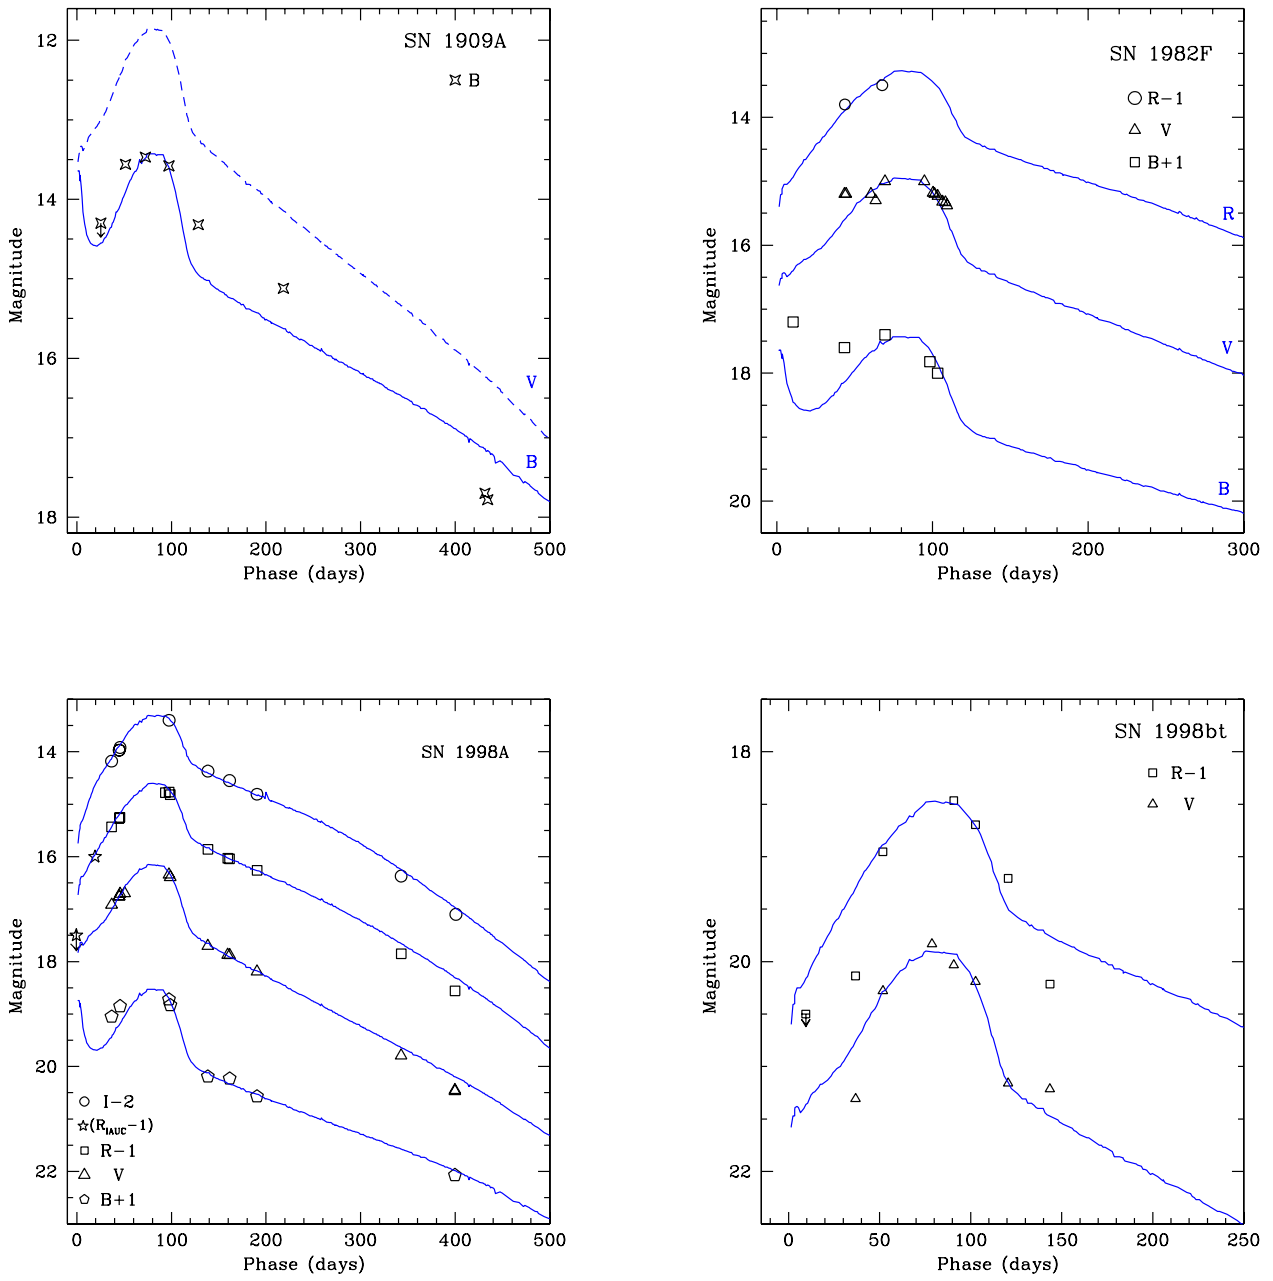 SN 1909A
B
V
B
12
14
16
18
Magnitude
0 100 200 300 400 500
Phase (days)
SN 1982F
R-1
V
B+1
R
V
B
14
16
18
20
Magnitude
0 100 200 300
Phase (days)
SN 1998A
14
16
18
20
22
Magnitude
I-2
(R_IAUC-1)
R-1
V
B+1
0 100 200 300 400 500
Phase (days)
SN 1998bt
R-1
V
18
20
22
Magnitude
0 50 100 150 200 250
Phase (days)